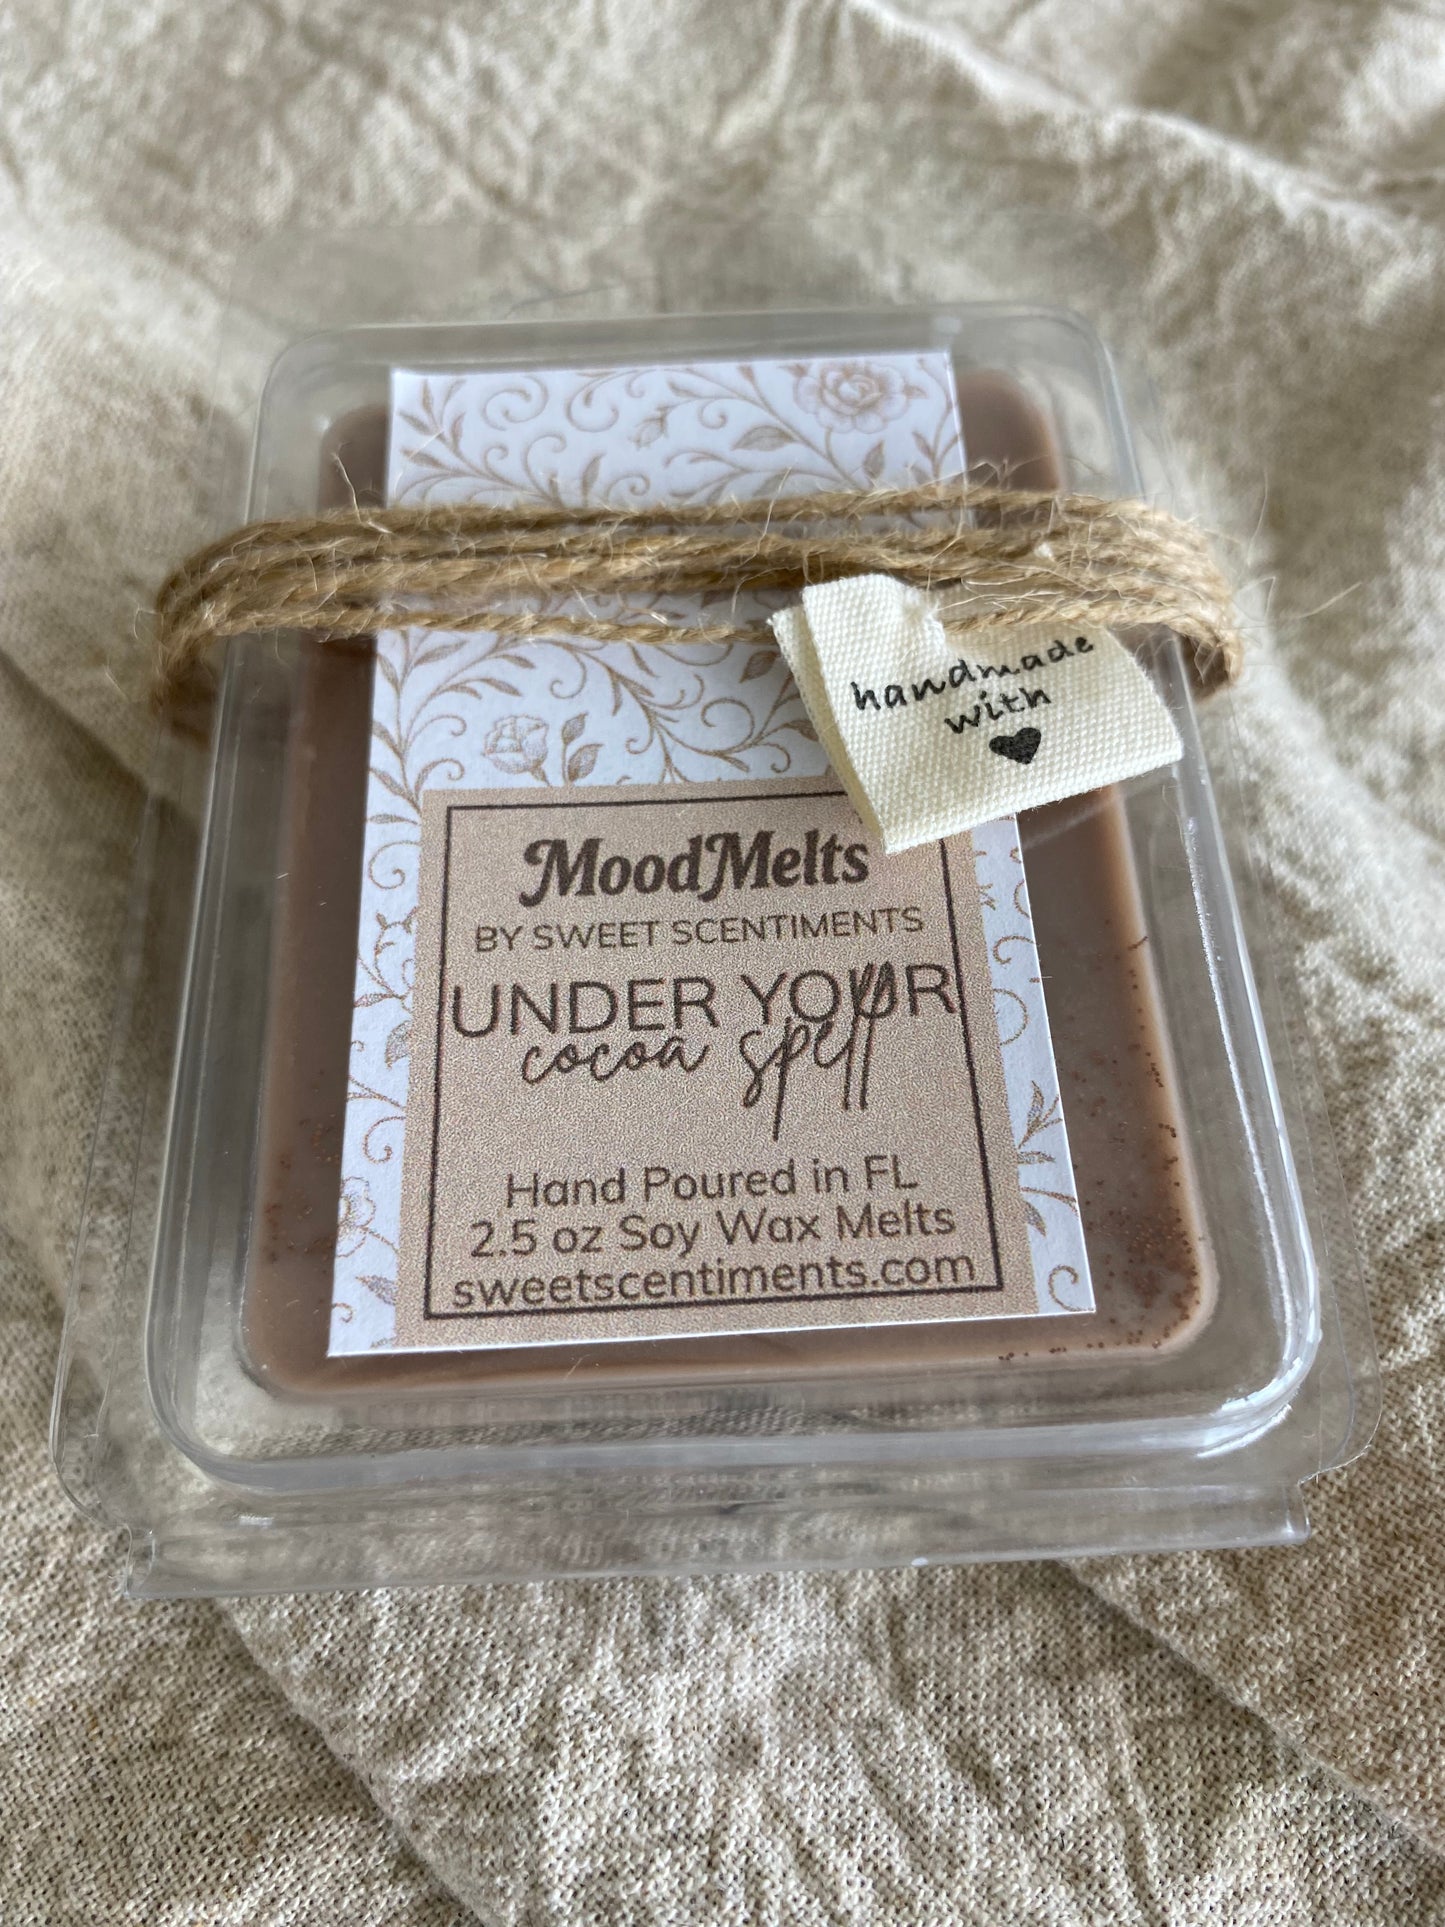 handmade
with
MoodMelts
BY SWEET SCENTIMENTS
UNDER YOUR
cocoa spell
Hand Poured in FL
2.5 oz Soy Wax Melts
sweetscentiments.com